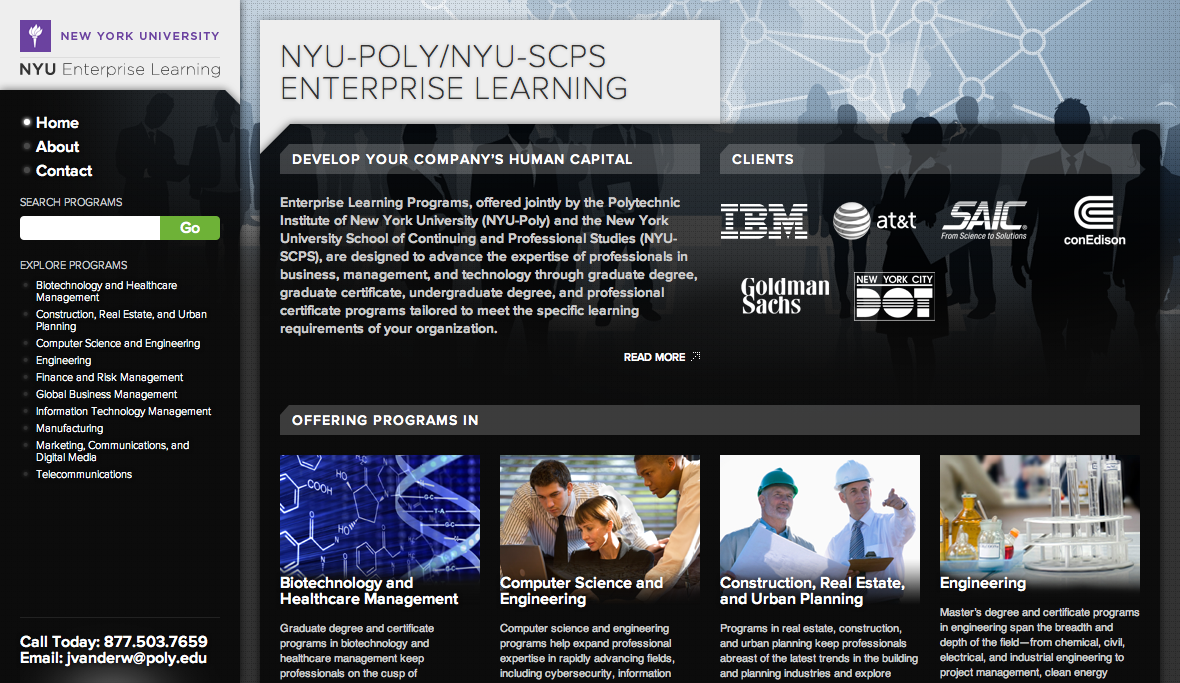 NEW YORK UNIVERSITY
NYU Enterprise Learning
Home
About
Contact
SEARCH PROGRAMS
Go
EXPLORE PROGRAMS
Biotechnology and Healthcare
Management
Construction, Real Estate, and Urban
Planning
Computer Science and Engineering
Engineering
Finance and Risk Management
Global Business Management
Information Technology Management
Manufacturing
Marketing, Communications, and
Digital Media
Telecommunications
Call Today: 877.503.7659
Email: jvanderw@poly.edu
NYU-POLY/NYU-SCPS
ENTERPRISE LEARNING
DEVELOP YOUR COMPANY'S HUMAN CAPITAL
Enterprise Learning Programs, offered jointly by the Polytechnic
Institute of New York University (NYU-Poly) and the New York
University School of Continuing and Professional Studies (NYU-
SCPS), are designed to advance the expertise of professionals in
business, management, and technology through graduate degree,
graduate certificate, undergraduate degree, and professional
certificate programs tailored to meet the specific learning
requirements of your organization.
READ MORE
CLIENTS
IBM
at&t
SAIC
From Science to Solutions
conEdison
Goldman
Sachs
NEW YORK CITY
DOT
OFFERING PROGRAMS IN
COOH
HO
G-C
T-A
G-C
Biotechnology and
Healthcare Management
Graduate degree and certificate
programs in biotechnology and
healthcare management keep
professionals on the cusp of
Computer Science and
Engineering
Computer science and engineering
programs help expand professional
expertise in rapidly advancing fields,
including cybersecurity, information
Construction, Real Estate,
and Urban Planning
Programs in real estate, construction,
and urban planning keep professionals
abreast of the latest trends in the building
and planning industries and explore
Engineering
Master's degree and certificate programs
in engineering span the breadth and
depth of the field—from chemical, civil,
electrical, and industrial engineering to
project management, clean energy